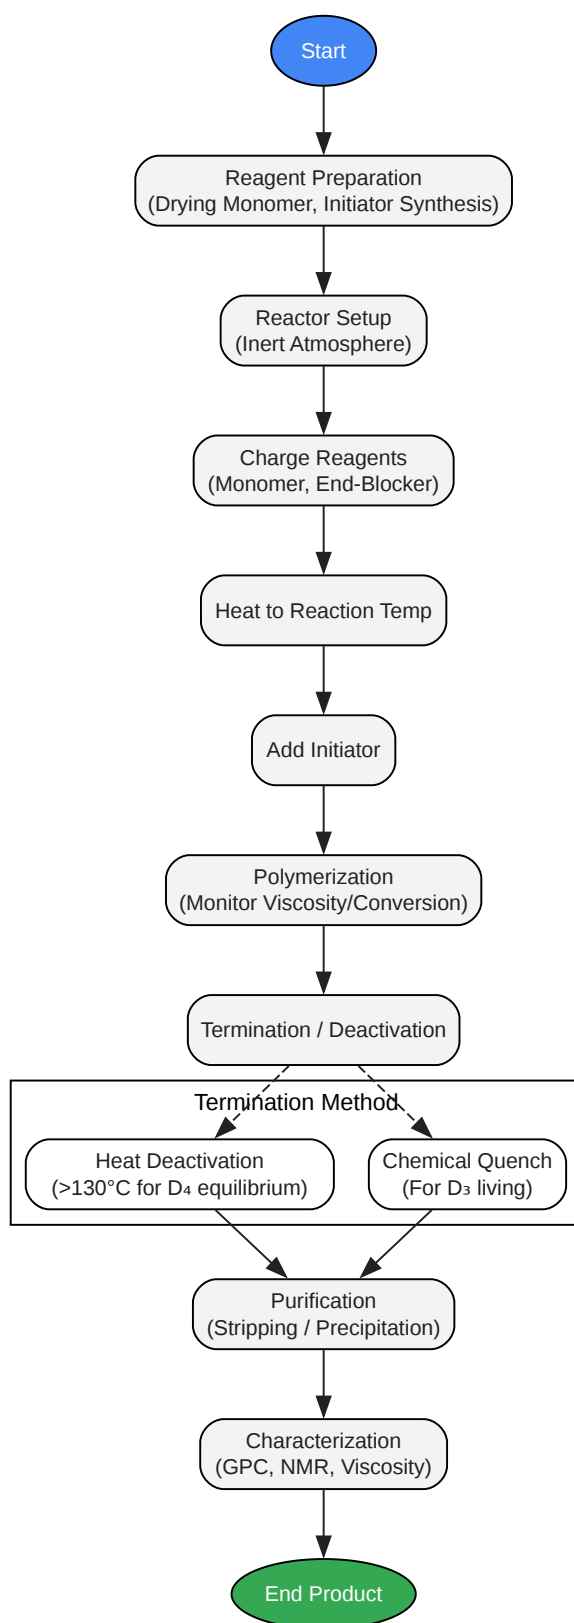 Start
Reagent Preparation
(Drying Monomer, Initiator Synthesis)
Reactor Setup
(Inert Atmosphere)
Charge Reagents
(Monomer, End-Blocker)
Heat to Reaction Temp
Add Initiator
Polymerization
(Monitor Viscosity/Conversion)
Termination / Deactivation
Termination Method
Heat Deactivation
(>130°C for D₄ equilibrium)
Chemical Quench
(For D₃ living)
Purification
(Stripping / Precipitation)
Characterization
(GPC, NMR, Viscosity)
End Product